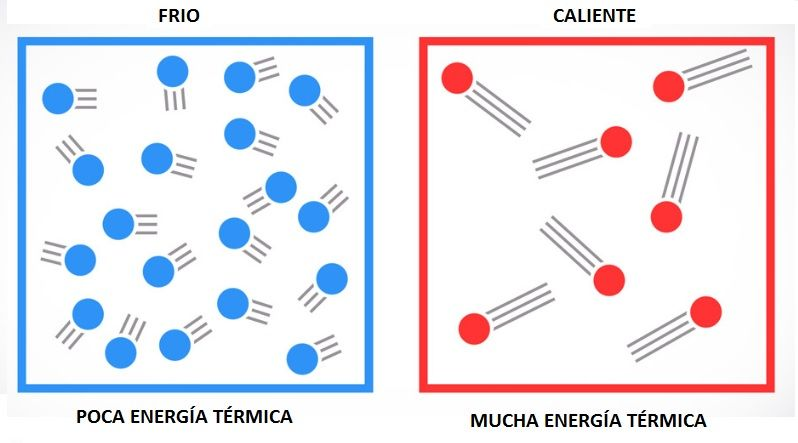 FRIO
CALIENTE
POCA ENERGÍA TÉRMICA
MUCHA ENERGÍA TÉRMICA